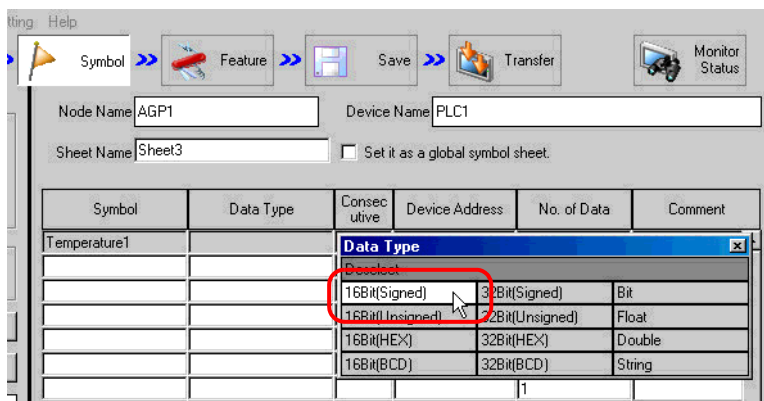 tting Help
Symbol Feature Save Transfer Monitor Status
Node Name AGP1 Device Name PLC1
Sheet Name Sheet3 Set it as a global symbol sheet.
Symbol Data Type Consecutive Device Address No. of Data Comment
Temperature1
Data Type
Deselect
16Bit(Signed) 32Bit(Signed) Bit
16Bit(Unsigned) 32Bit(Unsigned) Float
16Bit(HEX) 32Bit(HEX) Double
16Bit(BCD) 32Bit(BCD) String
1